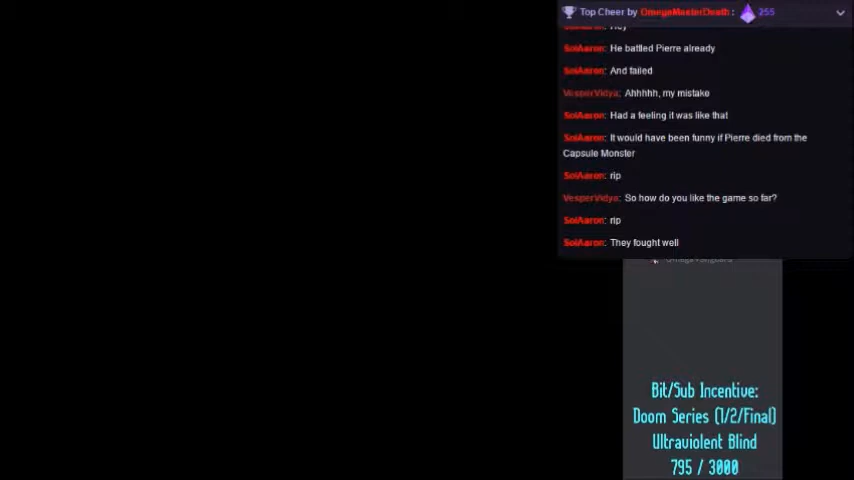 Top Cheer by OmegaMasterDeath : 255
Hey
SolAaron: He battled Pierre already
SolAaron: And failed
VesperVidya: Ahhhhh, my mistake
SolAaron: Had a feeling it was like that
SolAaron: It would have been funny if Pierre died from the
Capsule Monster
SolAaron: rip
VesperVidya: So how do you like the game so far?
SolAaron: rip
SolAaron: They fought well
Bit/Sub Incentive:
Doom Series (1/2/Final)
Ultraviolent Blind
795 / 3000